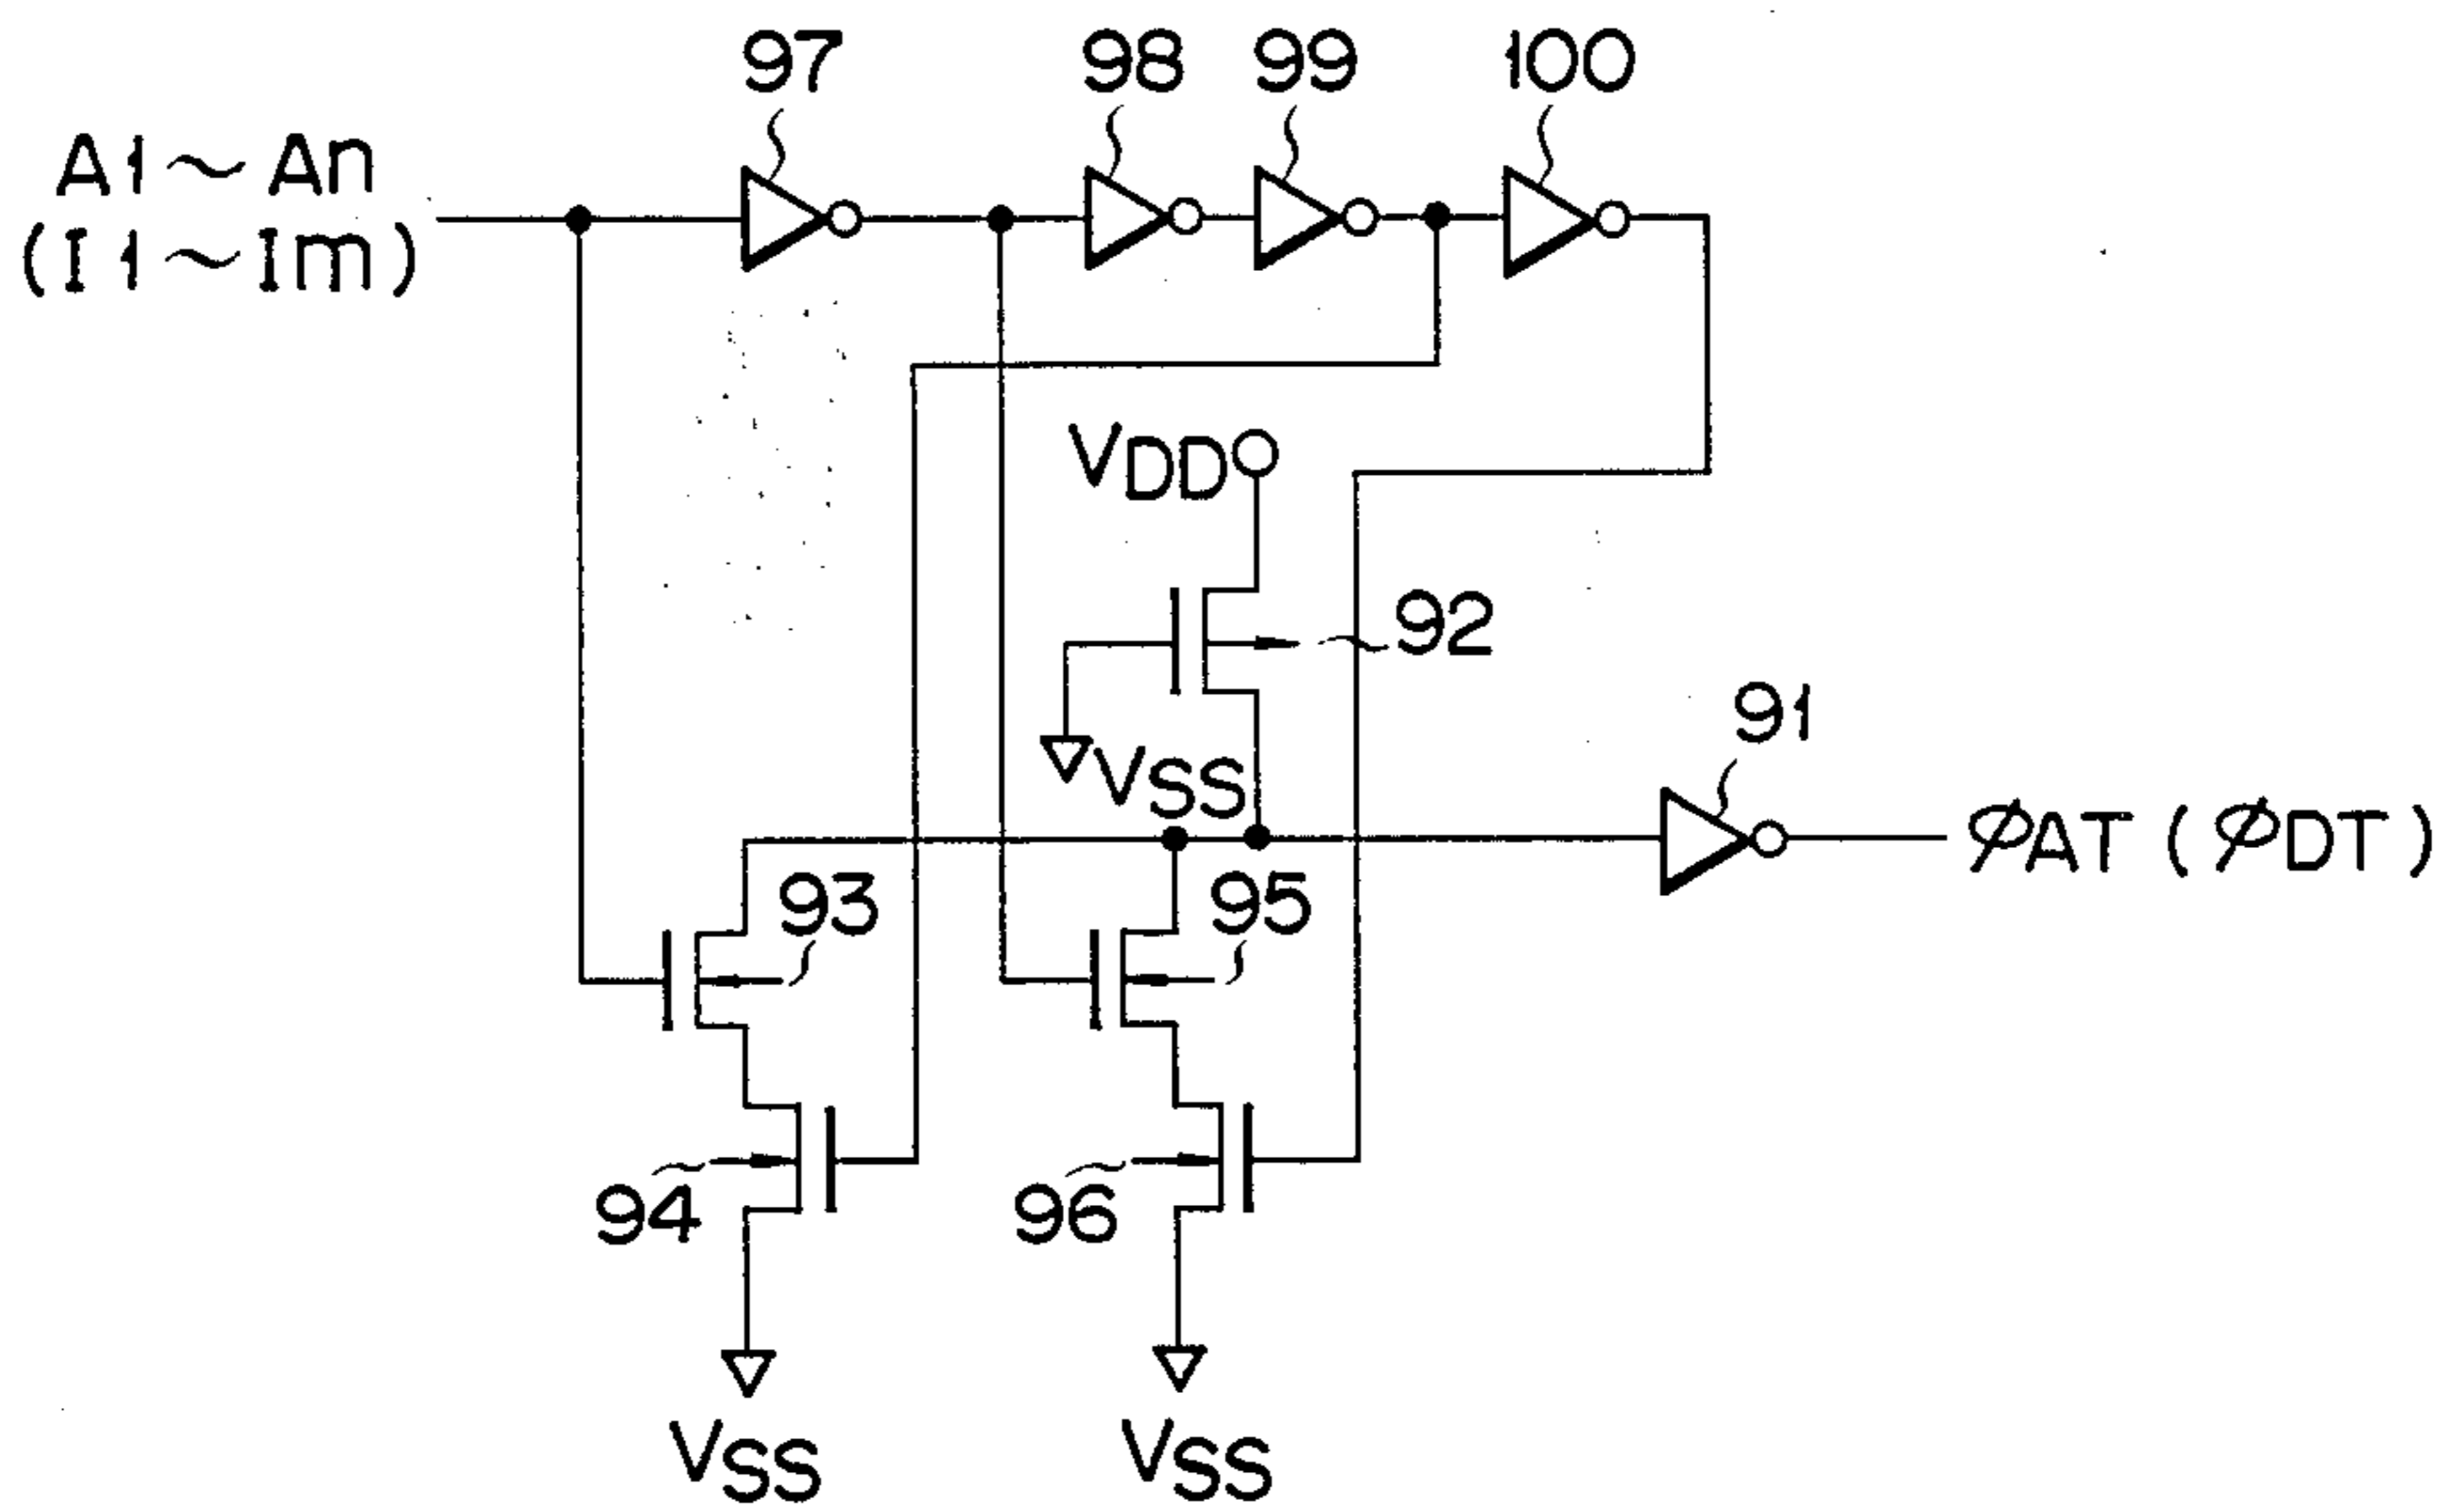 97
98
99
100
A1~An
(I1~Im)
VDD
92
VSS
91
φAT (φDT)
93
95
94
96
VSS
VSS